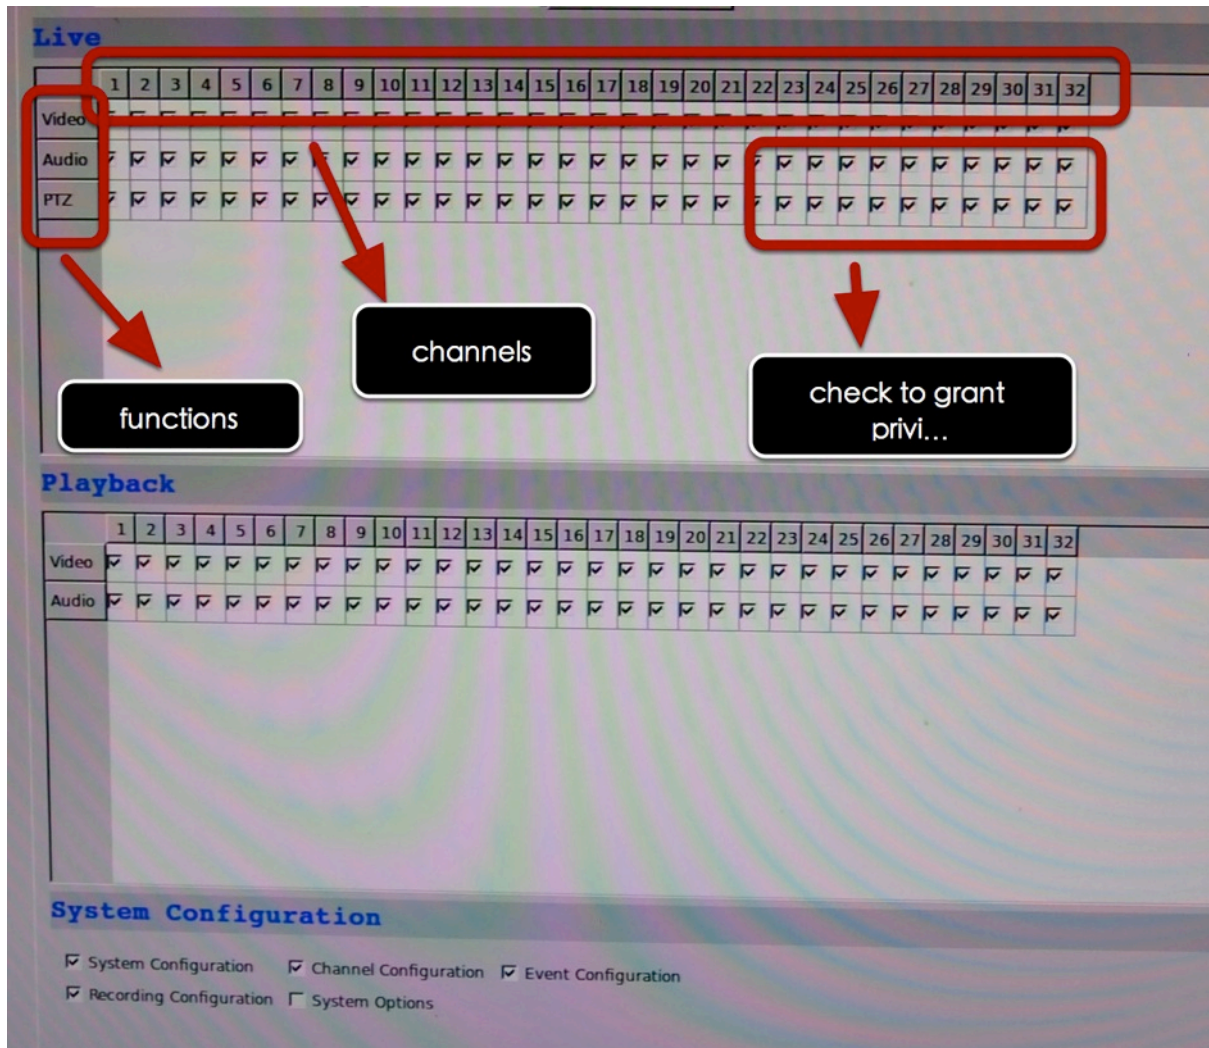 Live
1 2 3 4 5 6 7 8 9 10 11 12 13 14 15 16 17 18 19 20 21 22 23 24 25 26 27 28 29 30 31 32
Video
Audio
PTZ
channels
functions
check to grant
privi...
Playback
1 2 3 4 5 6 7 8 9 10 11 12 13 14 15 16 17 18 19 20 21 22 23 24 25 26 27 28 29 30 31 32
Video
Audio
System Configuration
System Configuration Channel Configuration Event Configuration
Recording Configuration System Options